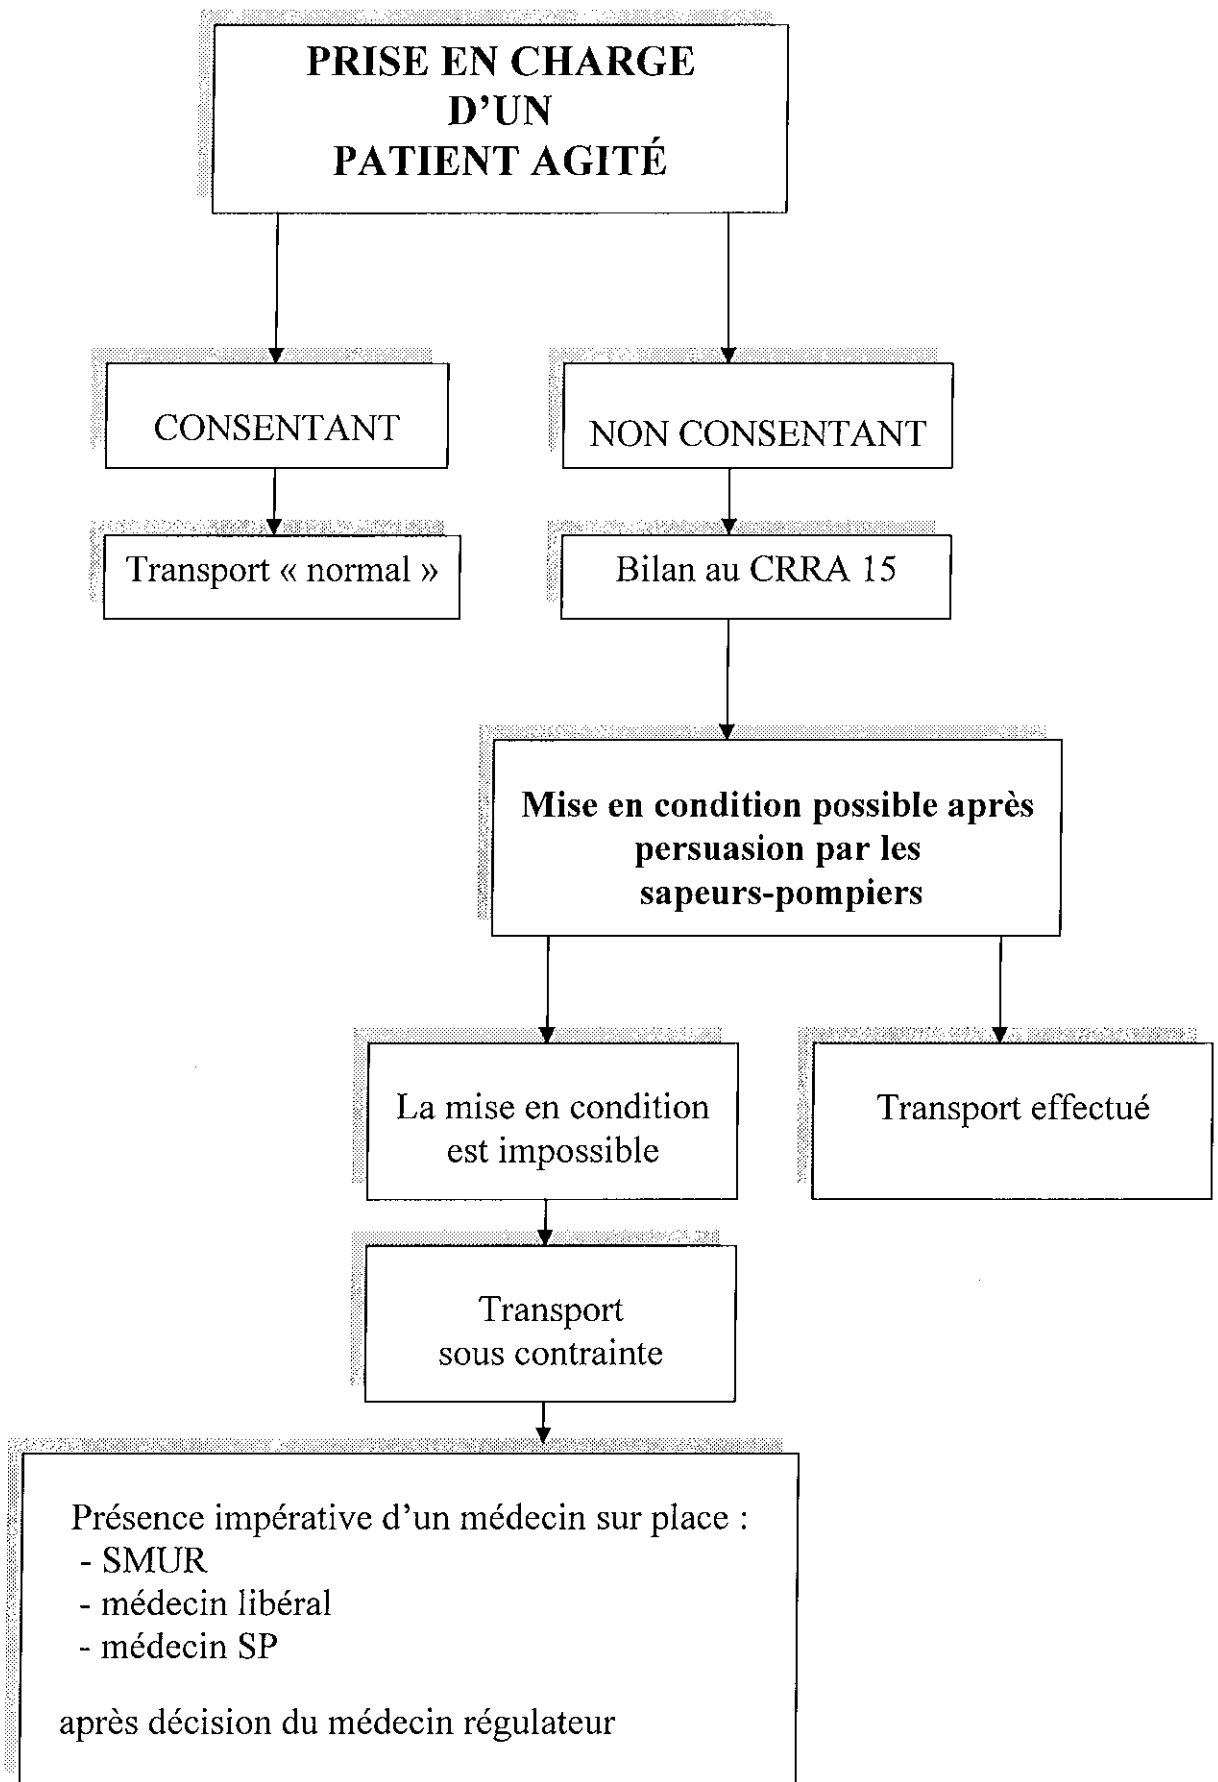 PRISE EN CHARGE
D'UN
PATIENT AGITÉ
CONSENTANT
NON CONSENTANT
Transport « normal »
Bilan au CRRA 15
Mise en condition possible après
persuasion par les
sapeurs-pompiers
La mise en condition
est impossible
Transport effectué
Transport
sous contrainte
Présence impérative d'un médecin sur place :
- SMUR
- médecin libéral
- médecin SP
après décision du médecin régulateur